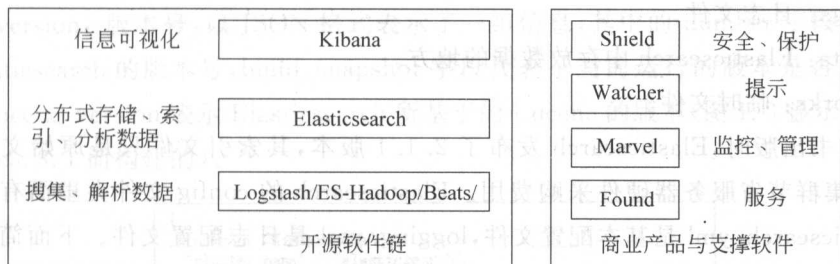 信息可视化 Kibana
分布式存储、索
引、分析数据
Elasticsearch
搜集、解析数据 Logstash/ES-Hadoop/Beats/
开源软件链
Shield 安全、保护
Watcher 提示
Marvel 监控、管理
Found 服务
商业产品与支撑软件